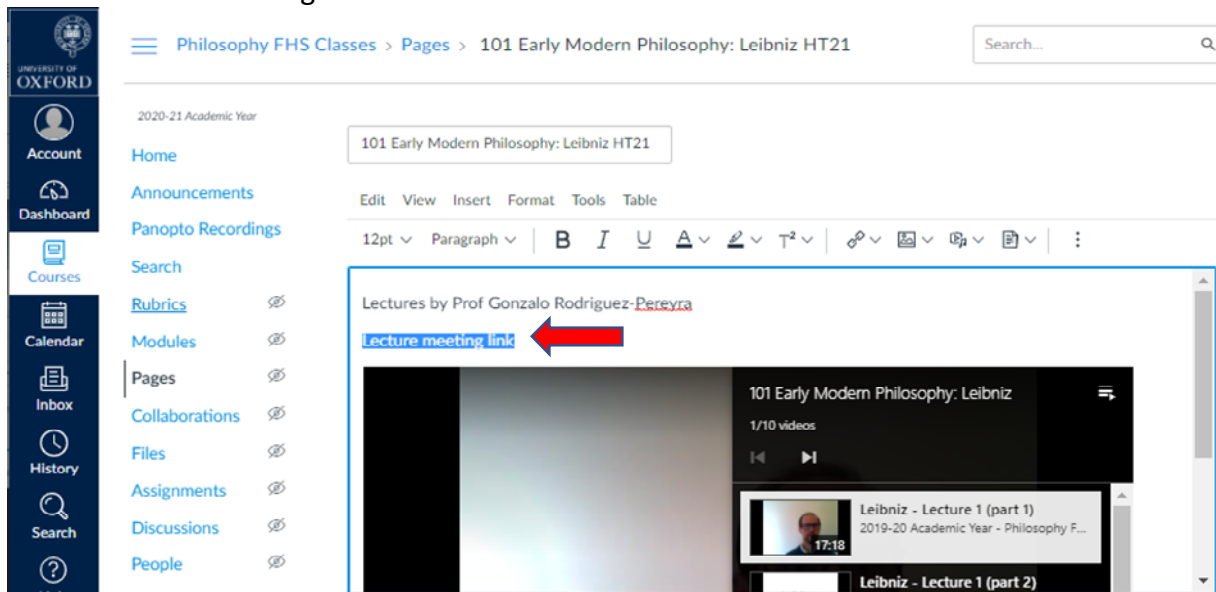 UNIVERSITY OF
OXFORD
Account
Dashboard
Courses
Calendar
Inbox
History
Search
Philosophy FHS Classes > Pages > 101 Early Modern Philosophy: Leibniz HT21
Search...
2020-21 Academic Year
Home
Announcements
Panopto Recordings
Search
Rubrics
Modules
Pages
Collaborations
Files
Assignments
Discussions
People
101 Early Modern Philosophy: Leibniz HT21
Edit View Insert Format Tools Table
12pt Paragraph B I U A T²
Lectures by Prof Gonzalo Rodriguez-Pereyra
Lecture meeting link
101 Early Modern Philosophy: Leibniz
1/10 videos
Leibniz - Lecture 1 (part 1)
2019-20 Academic Year - Philosophy F...
17:18
Leibniz - Lecture 1 (part 2)